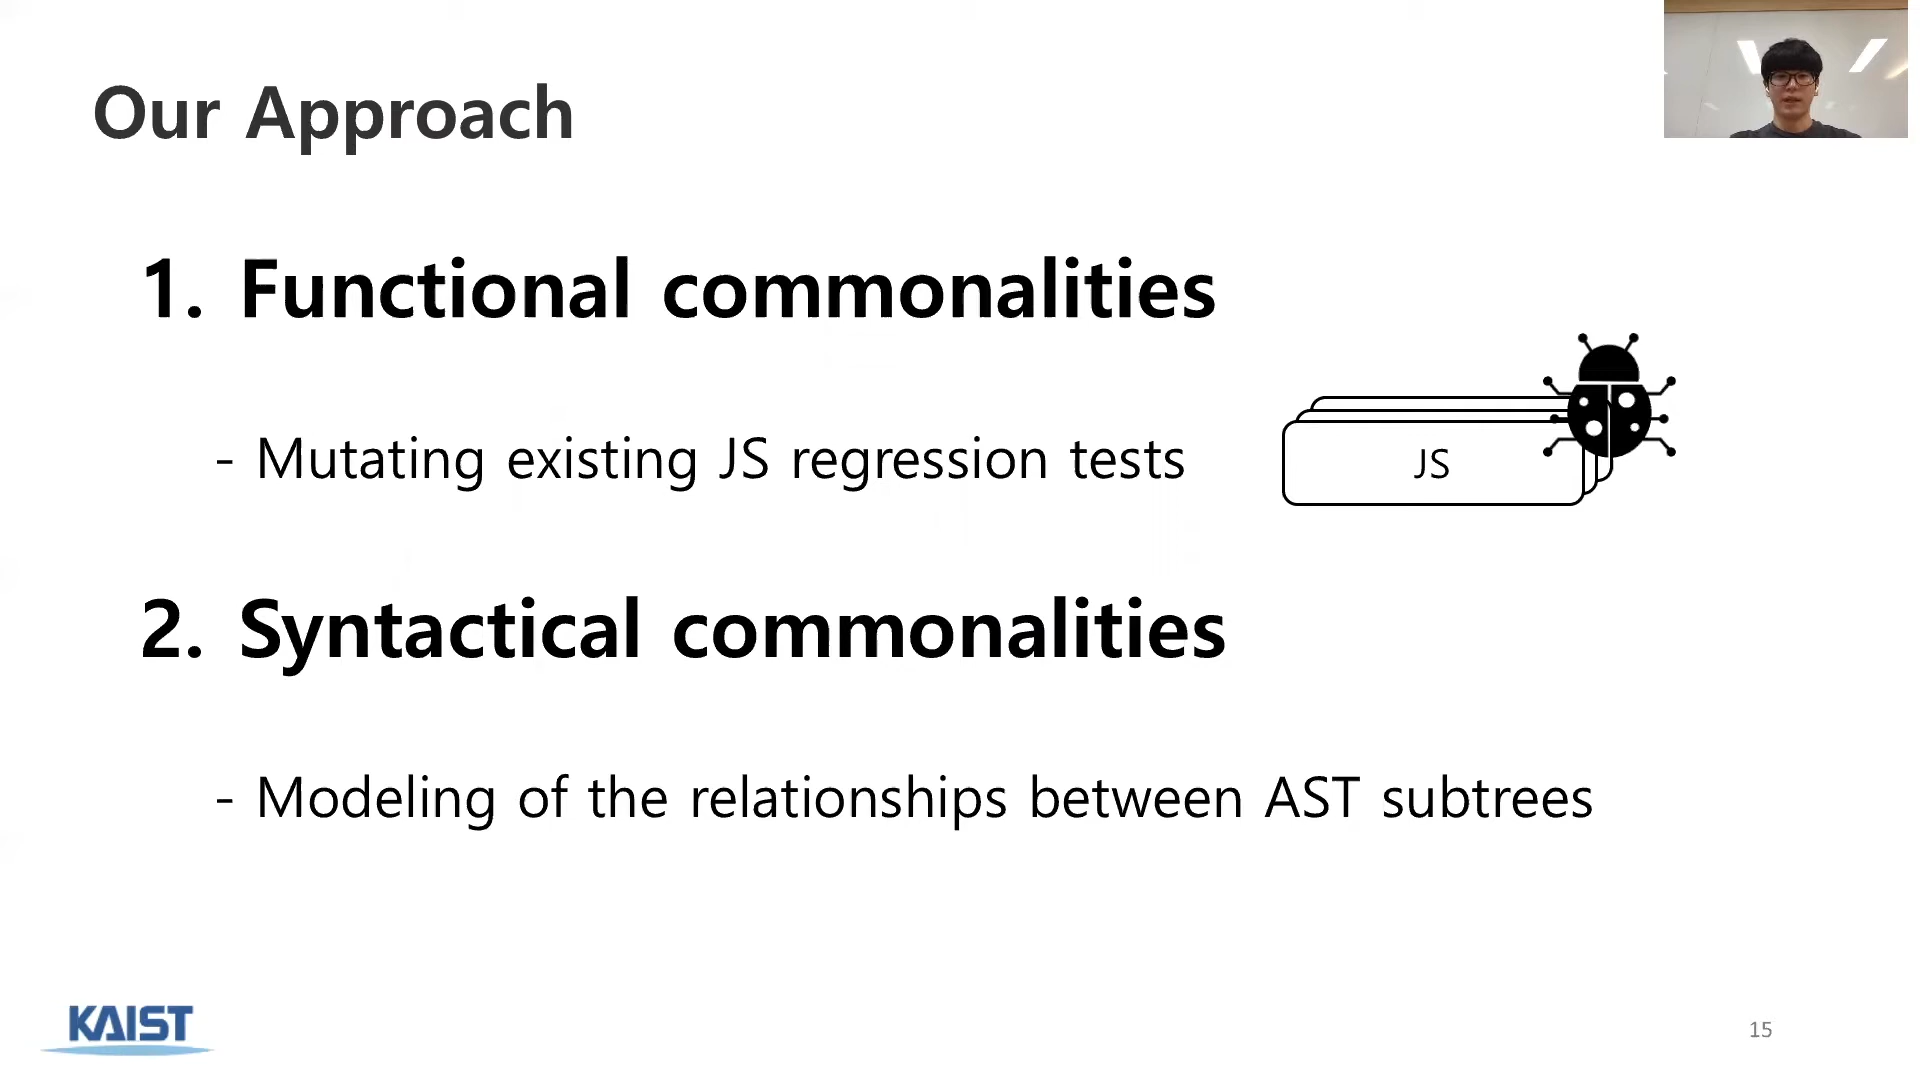 Our Approach
1. Functional commonalities
- Mutating existing JS regression tests
JS
2. Syntactical commonalities
- Modeling of the relationships between AST subtrees
KAIST
15